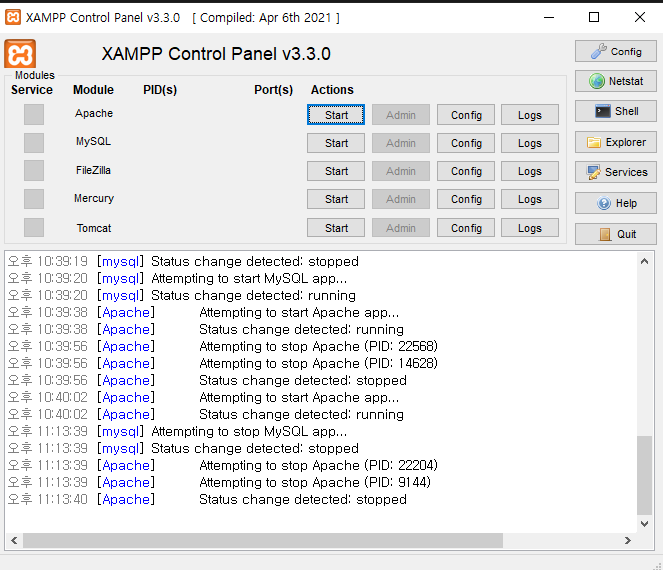 XAMPP Control Panel v3.3.0 [ Compiled: Apr 6th 2021 ]
XAMPP Control Panel v3.3.0
Config
Modules
Service Module PID(s) Port(s) Actions
Netstat
Apache Start Admin Config Logs
Shell
MySQL Start Admin Config Logs
Explorer
FileZilla Start Admin Config Logs
Services
Mercury Start Admin Config Logs
Help
Tomcat Start Admin Config Logs
Quit
오후 10:39:19 [mysql] Status change detected: stopped
오후 10:39:20 [mysql] Attempting to start MySQL app...
오후 10:39:20 [mysql] Status change detected: running
오후 10:39:38 [Apache] Attempting to start Apache app...
오후 10:39:38 [Apache] Status change detected: running
오후 10:39:56 [Apache] Attempting to stop Apache (PID: 22568)
오후 10:39:56 [Apache] Attempting to stop Apache (PID: 14628)
오후 10:39:56 [Apache] Status change detected: stopped
오후 10:40:02 [Apache] Attempting to start Apache app...
오후 10:40:02 [Apache] Status change detected: running
오후 11:13:39 [mysql] Attempting to stop MySQL app...
오후 11:13:39 [mysql] Status change detected: stopped
오후 11:13:39 [Apache] Attempting to stop Apache (PID: 22204)
오후 11:13:39 [Apache] Attempting to stop Apache (PID: 9144)
오후 11:13:40 [Apache] Status change detected: stopped